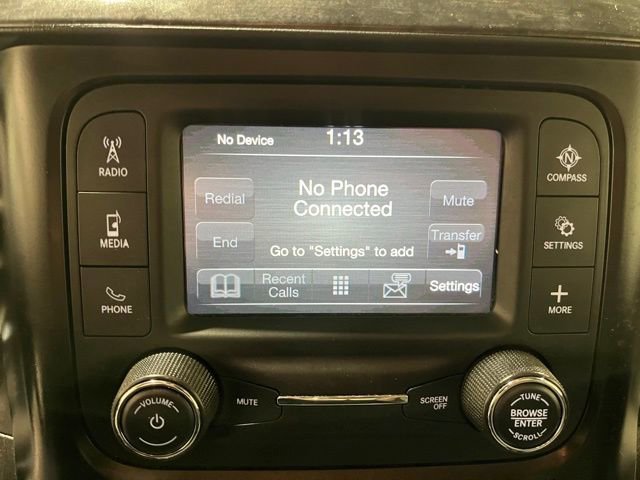 No Device
1:13
No Phone
Connected
Redial
Mute
End
Transfer
Go to "Settings" to add
Recent
Calls
Settings
RADIO
MEDIA
PHONE
COMPASS
SETTINGS
MORE
VOLUME
MUTE
SCREEN
OFF
TUNE
BROWSE
ENTER
SCROLL